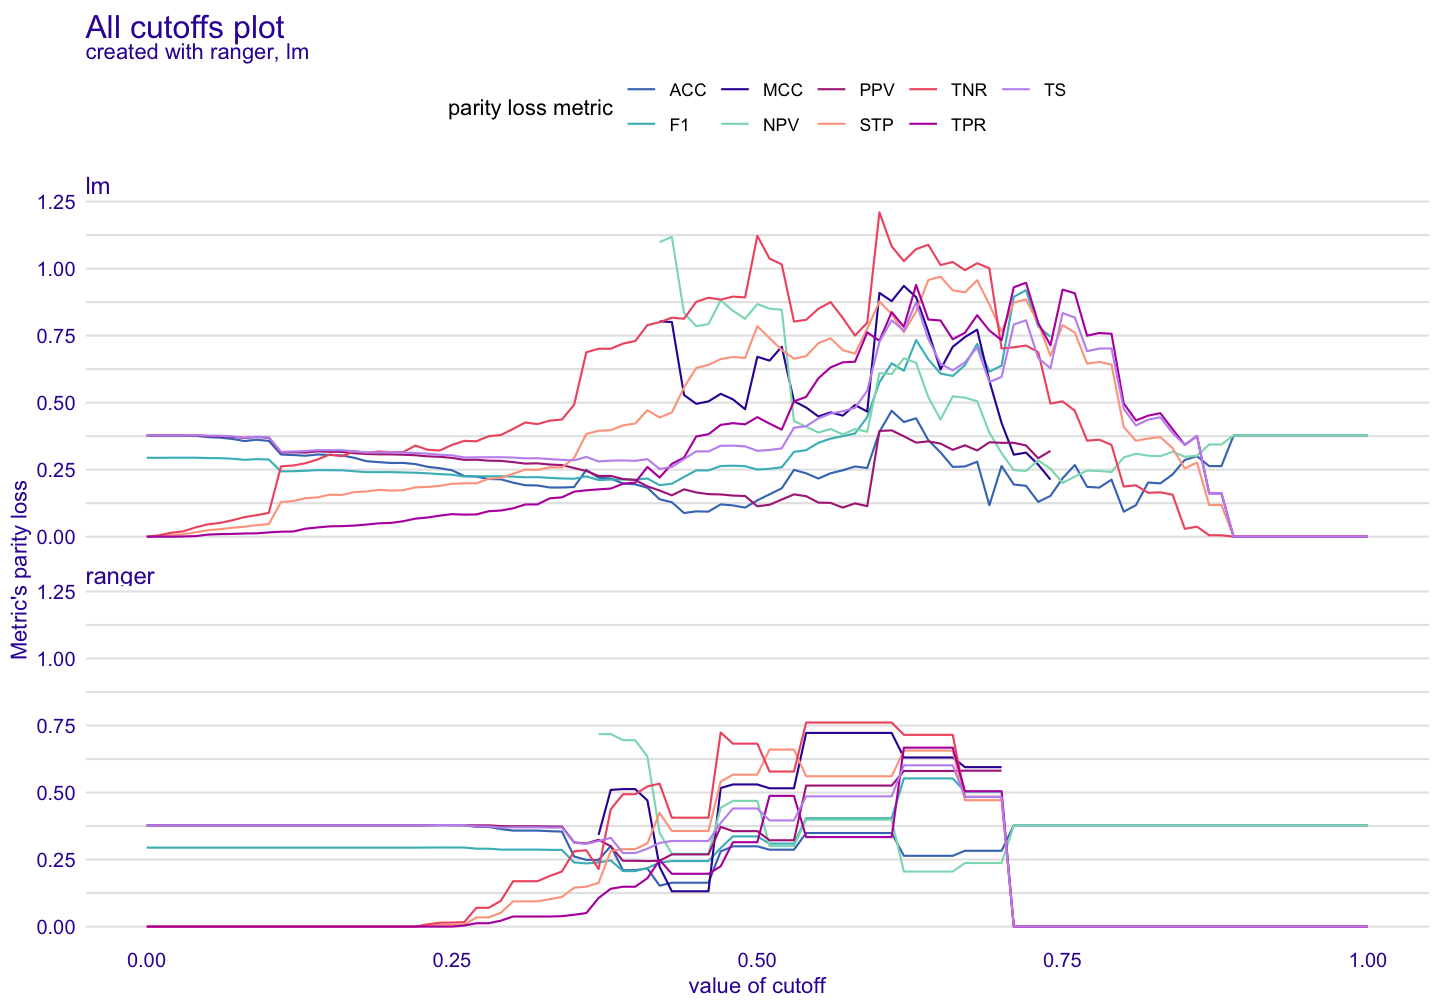 All cutoffs plot
created with ranger, lm
parity loss metric
ACC MCC PPV TNR TS
F1 NPV STP TPR
lm
1.25
1.00
0.75
0.50
0.25
0.00
Metric's parity loss
ranger
1.25
1.00
0.75
0.50
0.25
0.00
0.00 0.25 0.50 0.75 1.00
value of cutoff